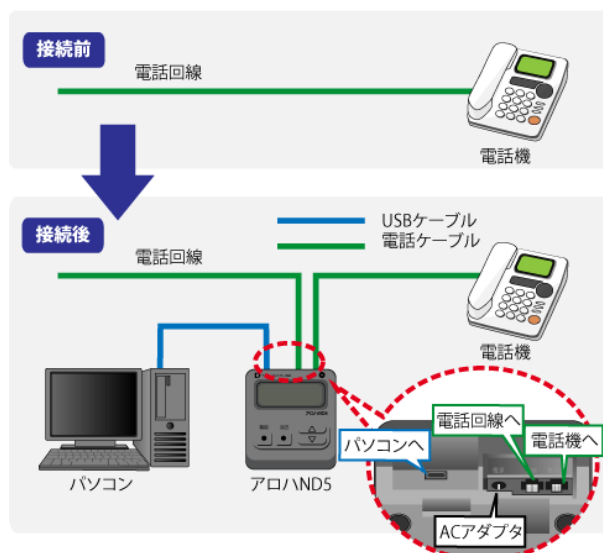 接続前
電話回線
電話機
接続後
USBケーブル
電話ケーブル
電話回線
電話機
電話回線へ
電話機へ
パソコンへ
パソコン
アロハND5
ACアダプタ